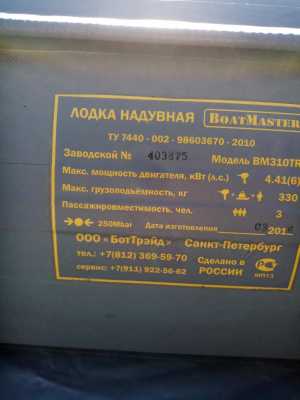 ЛОДКА НАДУВНАЯ BOATMASTER
ТУ 7440 - 002 - 98603670 - 2010
Заводской № 403875 Модель BM310TR
Макс. мощность двигателя, кВт (л.с.) 4.41(6)
Макс. грузоподъёмность, кг 330
Пассажировместимость, чел. 3
250Mbar Дата изготовления
ООО «БотТрэйд» Санкт-Петербург
тел.: +7(812) 369-59-70 Сделано в
сервис: +7(911) 922-56-62 РОССИИ